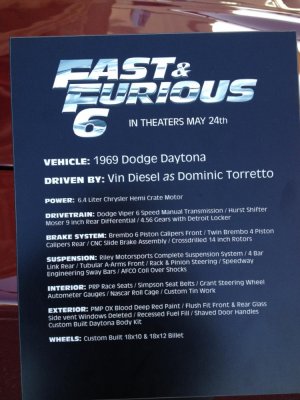 FAST &
FURIOUS
6
IN THEATERS MAY 24th
VEHICLE: 1969 Dodge Daytona
DRIVEN BY: Vin Diesel as Dominic Torretto
POWER: 6.4 Liter Chrysler Hemi Crate Motor
DRIVETRAIN: Dodge Viper 6 Speed Manual Transmission / Hurst Shifter
Moser 9 inch Rear Differential / 4.56 Gears with Detroit Locker
BRAKE SYSTEM: Brembo 6 Piston Calipers Front / Twin Brembo 4 Piston
Calipers Rear / CNC Slide Brake Assembly / Crossdrilled 14 inch Rotors
SUSPENSION: Riley Motorsports Complete Suspension System / 4 Bar
Link Rear / Tubular A-Arms Front / Rack & Pinion Steering / Speedway
Engineering Sway Bars / AFCO Coil Over Shocks
INTERIOR: PRP Race Seats / Simpson Seat Belts / Grant Steering Wheel
Autometer Gauges / Nascar Roll Cage / Custom Tin Work
EXTERIOR: PMP OX Blood Deep Red Paint / Flush Fit Front & Rear Glass
Side vent Windows Deleted / Recessed Fuel Fill / Shaved Door Handles
Custom Built Daytona Body Kit
WHEELS: Custom Built 18x10 & 18x12 Billet